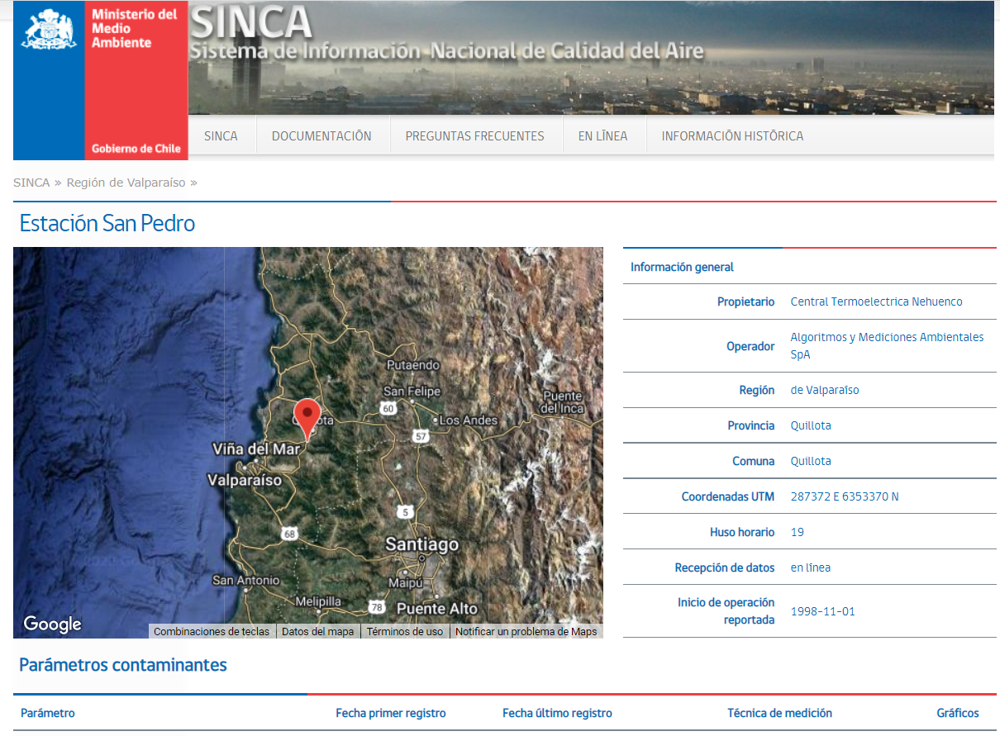 Ministerio del
Medio
Ambiente
Gobierno de Chile
SINCA
Sistema de Información Nacional de Calidad del Aire
SINCA
DOCUMENTACIÓN
PREGUNTAS FRECUENTES
EN LÍNEA
INFORMACIÓN HISTÓRICA
SINCA » Región de Valparaíso »
Estación San Pedro
Putaendo
San Felipe
60
Los Andes
Puente
del Inca
57
Viña del Mar
Valparaíso
5
68
Santiago
San Antonio
Maipú
Melipilla
78
Puente Alto
Google
Combinaciones de teclas
Datos del mapa
Términos de uso
Notificar un problema de Maps
Información general
Propietario Central Termoelectrica Nehuenco
Operador Algoritmos y Mediciones Ambientales
SpA
Región de Valparaíso
Provincia Quillota
Comuna Quillota
Coordenadas UTM 287372 E 6353370 N
Huso horario 19
Recepción de datos en línea
Inicio de operación
reportada 1998-11-01
Parámetros contaminantes
Parámetro Fecha primer registro Fecha último registro Técnica de medición Gráficos